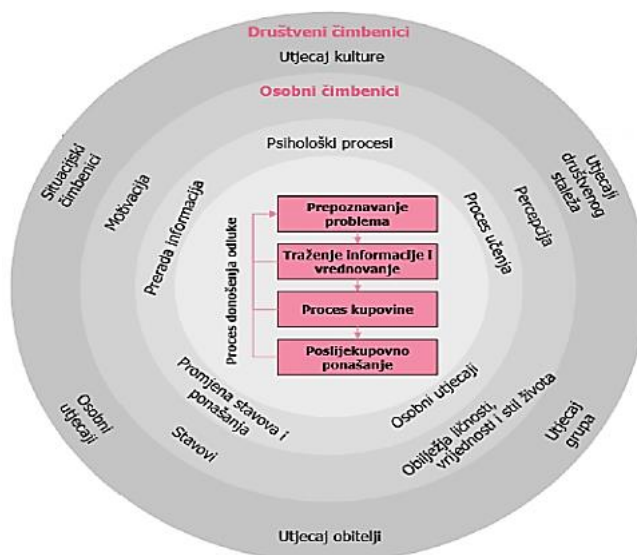 Društveni čimbenici
Utjecaj kulture
Osobni čimbenici
Psihološki procesi
Situacijski
čimbenici
Motivacija
Prerada informacija
Proces učenja
Percepcija
Utjecaji
društvenog
staleža
Proces donošenja odluke
Prepoznavanje
problema
Traženje informacije i
vrednovanje
Proces kupovine
Poslijekupovno
ponašanje
Promjena stavova i
ponašanja
Osobni utjecaji
Osobni
utjecaji
Stavovi
Obilježja ličnosti,
vrijednosti i stil života
Utjecaj
grupa
Utjecaj obitelji